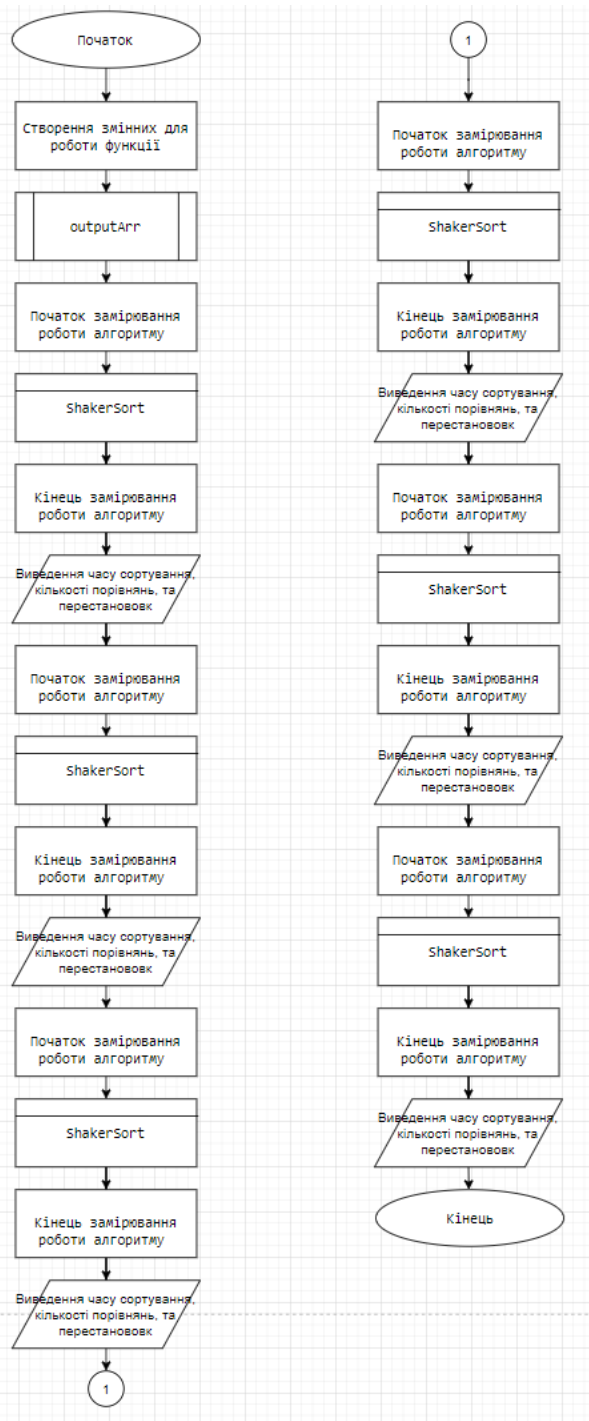 Початок
Створення змінних для
роботи функції
outputArr
Початок замірювання
роботи алгоритму
ShakerSort
Кінець замірювання
роботи алгоритму
Виведення часу сортування,
кількості порівнянь, та
перестановок
Початок замірювання
роботи алгоритму
ShakerSort
Кінець замірювання
роботи алгоритму
Виведення часу сортування,
кількості порівнянь, та
перестановок
Початок замірювання
роботи алгоритму
ShakerSort
Кінець замірювання
роботи алгоритму
Виведення часу сортування,
кількості порівнянь, та
перестановок
1
1
Початок замірювання
роботи алгоритму
ShakerSort
Кінець замірювання
роботи алгоритму
Виведення часу сортування,
кількості порівнянь, та
перестановок
Початок замірювання
роботи алгоритму
ShakerSort
Кінець замірювання
роботи алгоритму
Виведення часу сортування,
кількості порівнянь, та
перестановок
Початок замірювання
роботи алгоритму
ShakerSort
Кінець замірювання
роботи алгоритму
Виведення часу сортування,
кількості порівнянь, та
перестановок
Кінець